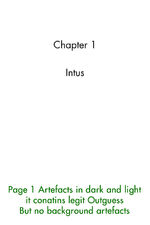 Chapter 1
Intus
Page 1 Artefacts in dark and light
it conatins legit Outguess
But no background artefacts